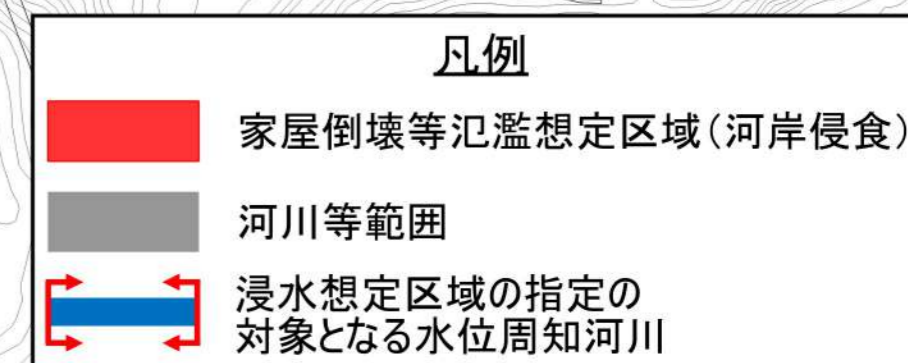 凡例
家屋倒壊等氾濫想定区域(河岸侵食)
河川等範囲
浸水想定区域の指定の
対象となる水位周知河川